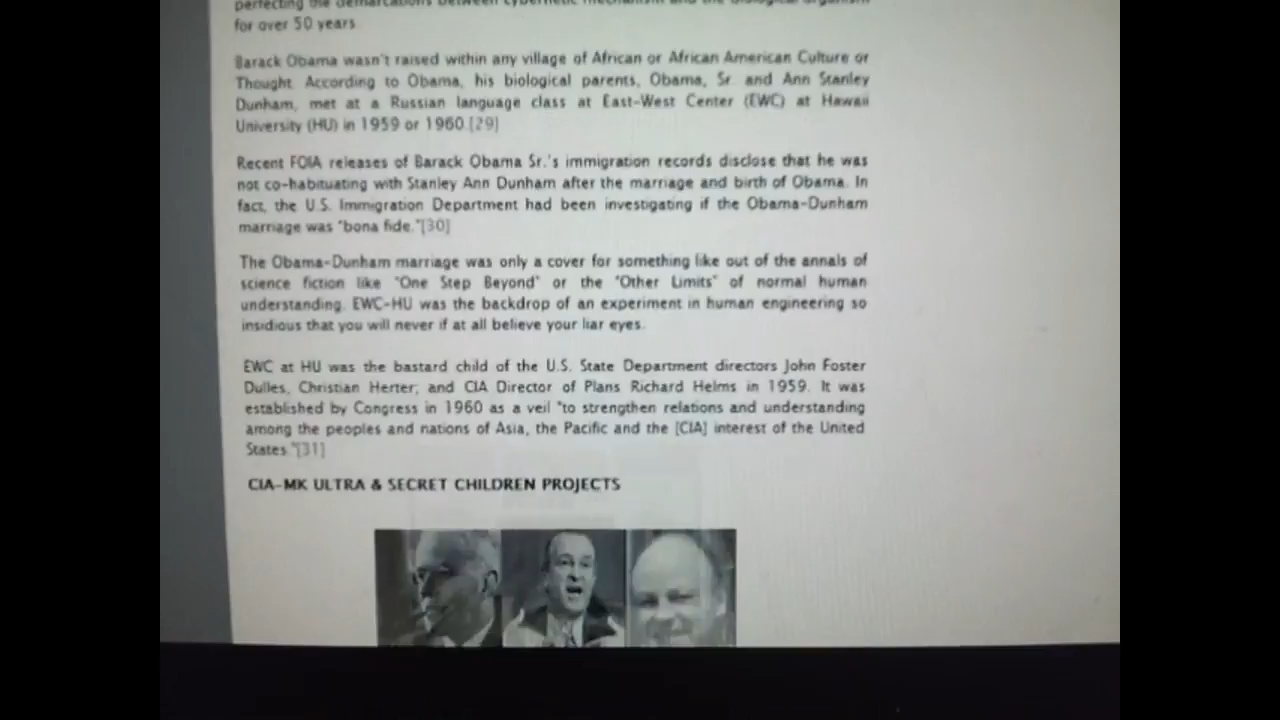 perfecting the demarcations between cybernetic mechanism and the biological organism
for over 50 years.
Barack Obama wasn't raised within any village of African or African American Culture or
Thought. According to Obama, his biological parents, Obama, Sr. and Ann Stanley
Dunham, met at a Russian language class at East-West Center (EWC) at Hawaii
University (HU) in 1959 or 1960.[29]
Recent FOIA releases of Barack Obama Sr.'s immigration records disclose that he was
not co-habituating with Stanley Ann Dunham after the marriage and birth of Obama. In
fact, the U.S. Immigration Department had been investigating if the Obama-Dunham
marriage was "bona fide."[30]
The Obama-Dunham marriage was only a cover for something like out of the annals of
science fiction like "One Step Beyond" or the "Other Limits" of normal human
understanding. EWC-HU was the backdrop of an experiment in human engineering so
insidious that you will never if at all believe your liar eyes.
EWC at HU was the bastard child of the U.S. State Department directors John Foster
Dulles, Christian Herter, and CIA Director of Plans Richard Helms in 1959. It was
established by Congress in 1960 as a veil "to strengthen relations and understanding
among the peoples and nations of Asia, the Pacific and the [CIA] interest of the United
States."[31]
CIA-MK ULTRA & SECRET CHILDREN PROJECTS